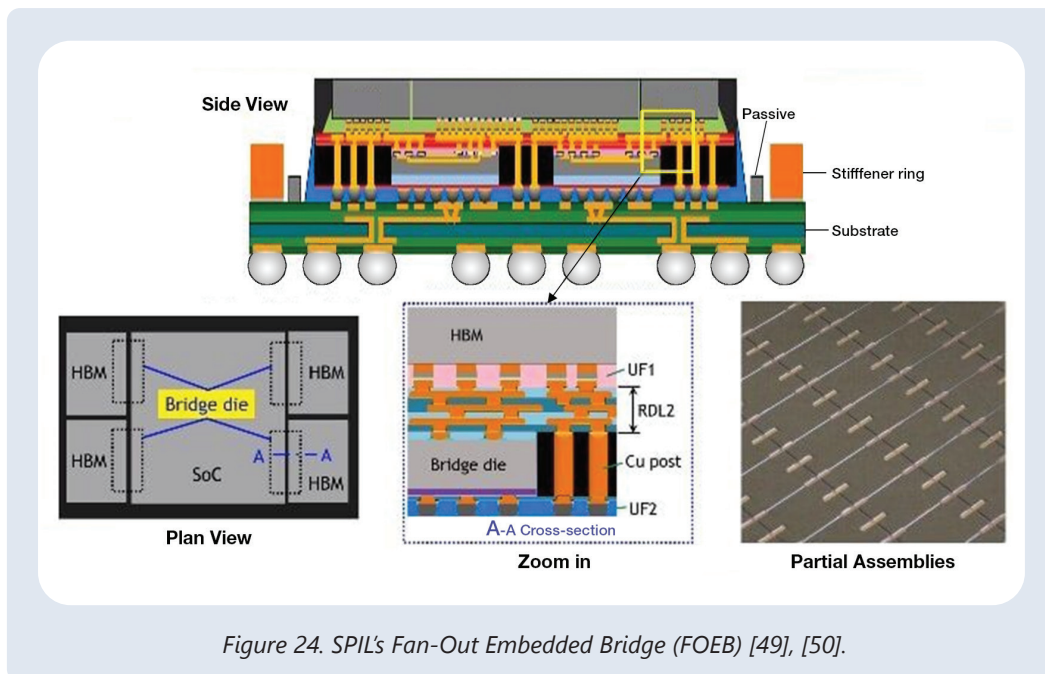 Side View
Passive
Stifffener ring
Substrate
HBM
HBM
Bridge die
HBM
SoC
A
A
HBM
Plan View
HBM
UF1
RDL2
Bridge die
Cu post
UF2
A-A Cross-section
Zoom in
Partial Assemblies
Figure 24. SPIL's Fan-Out Embedded Bridge (FOEB) [49], [50].